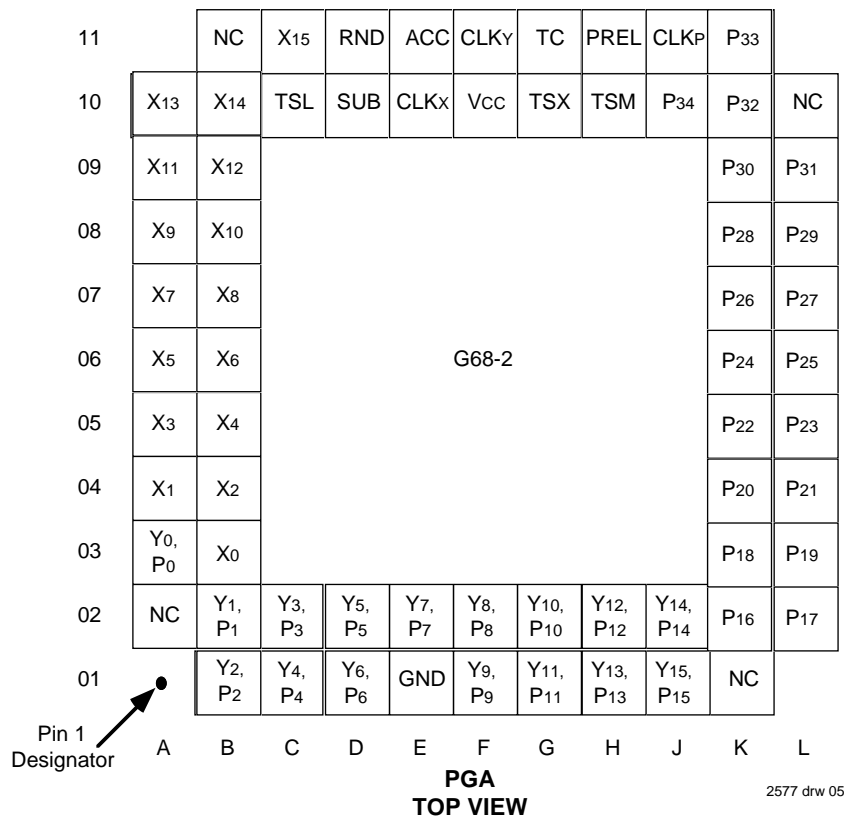 11 NC X15 RND ACC CLKY TC PREL CLKP P33
10 X13 X14 TSL SUB CLKX VCC TSX TSM P34 P32 NC
09 X11 X12 P30 P31
08 X9 X10 P28 P29
07 X7 X8 P26 P27
06 X5 X6 G68-2 P24 P25
05 X3 X4 P22 P23
04 X1 X2 P20 P21
03 Y0, P0 X0 P18 P19
02 NC Y1, P1 Y3, P3 Y5, P5 Y7, P7 Y8, P8 Y10, P10 Y12, P12 Y14, P14 P16 P17
01 Y2, P2 Y4, P4 Y6, P6 GND Y9, P9 Y11, P11 Y13, P13 Y15, P15 NC
Pin 1
Designator
A B C D E F G H J K L
PGA
TOP VIEW
2577 drw 05